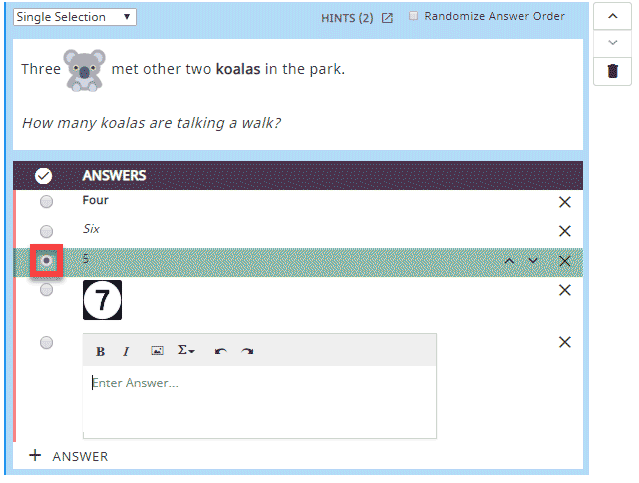 Single Selection HINTS (2) Randomize Answer Order
Three met other two koalas in the park.
How many koalas are talking a walk?
ANSWERS
Four
Six
5
7
B I Σ
Enter Answer...
+ ANSWER